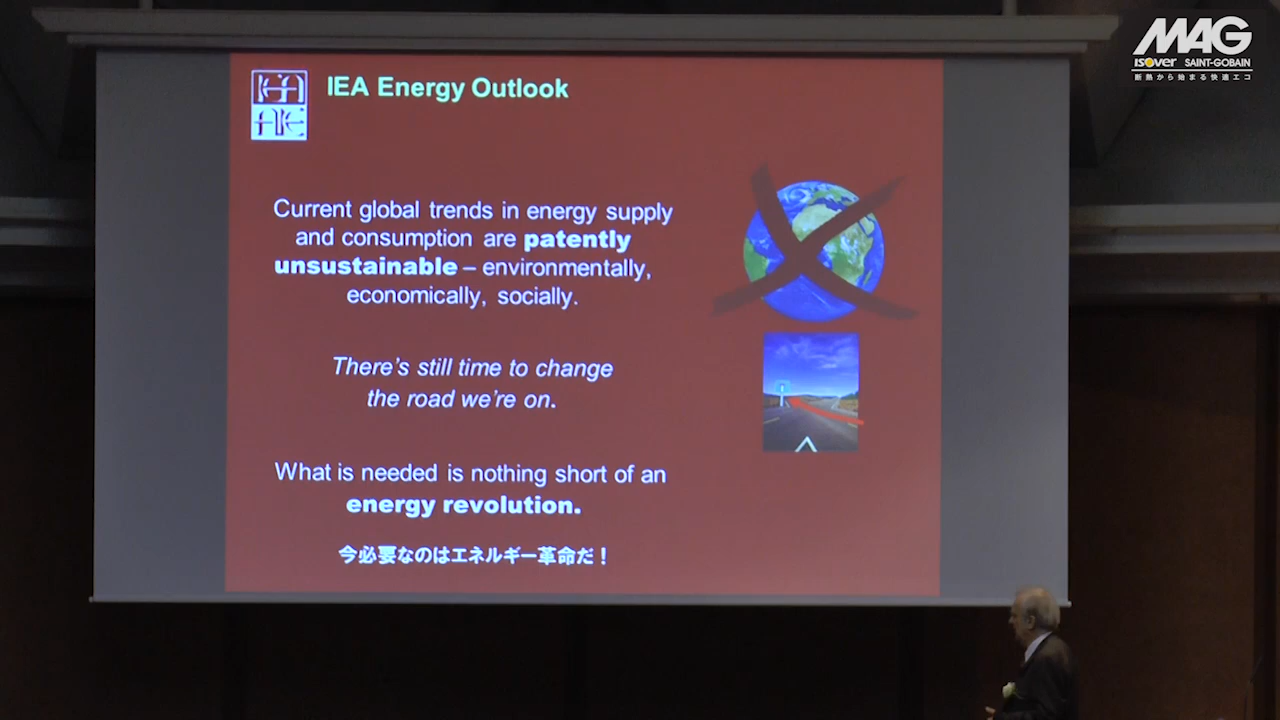 MAG
isover SAINT-GOBAIN
断熱から始まる快適エコ
IEA
AIE
IEA Energy Outlook
Current global trends in energy supply
and consumption are patently
unsustainable – environmentally,
economically, socially.
There's still time to change
the road we're on.
What is needed is nothing short of an
energy revolution.
今必要なのはエネルギー革命だ！